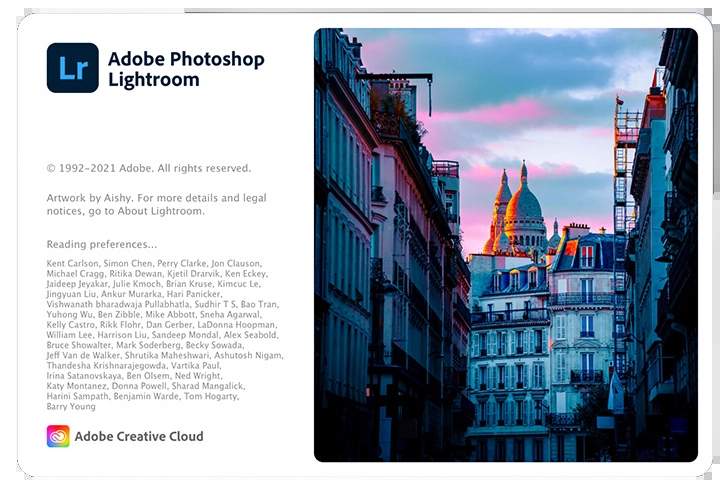 Lr
Adobe Photoshop
Lightroom
© 1992-2021 Adobe. All rights reserved.
Artwork by Aishy. For more details and legal
notices, go to About Lightroom.
Reading preferences...
Kent Carlson, Simon Chen, Perry Clarke, Jon Clauson,
Michael Cragg, Ritika Dewan, Kjetil Drarvik, Ken Eckey,
Jaideep Jeyakar, Julie Kmoch, Brian Kruse, Kimcuc Le,
Jingyuan Liu, Ankur Murarka, Hari Panicker,
Vishwanath bharadwaja Pullabhatla, Sudhir T S, Bao Tran,
Yuhong Wu, Ben Zibble, Mike Abbott, Sneha Agarwal,
Kelly Castro, Rikk Flohr, Dan Gerber, LaDonna Hoopman,
William Lee, Harrison Liu, Sandeep Mondal, Alex Seabold,
Bruce Showalter, Mark Soderberg, Becky Sowada,
Jeff Van de Walker, Shrutika Maheshwari, Ashutosh Nigam,
Thandesha Krishnarajegowda, Vartika Paul,
Irina Satanovskaya, Ben Olsem, Ned Wright,
Katy Montanez, Donna Powell, Sharad Mangalick,
Harini Sampath, Benjamin Warde, Tom Hogarty,
Barry Young
Adobe Creative Cloud